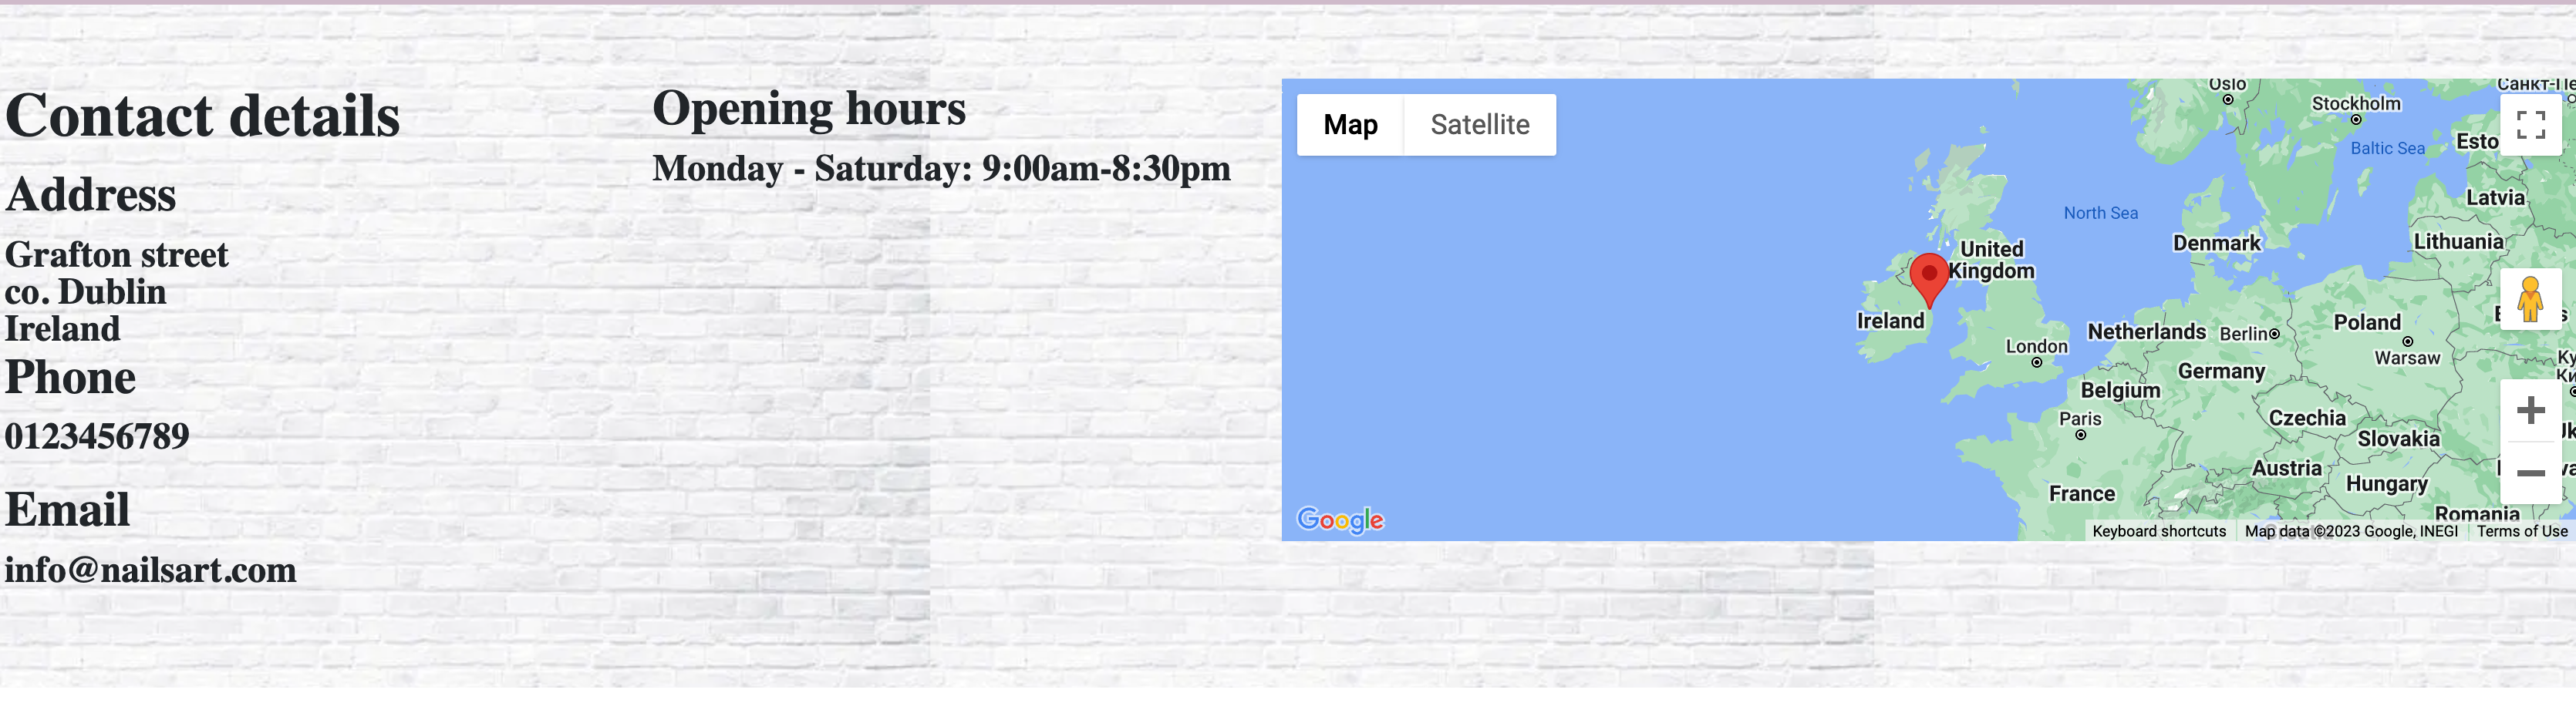 Contact details
Address
Grafton street
co. Dublin
Ireland
Phone
0123456789
Email
info@nailsart.com
Opening hours
Monday - Saturday: 9:00am-8:30pm
Map
Satellite
Oslo
Stockholm
Baltic Sea
Latvia
North Sea
Denmark
Lithuania
United
Kingdom
Ireland
London
Netherlands
Berlin
Poland
Warsaw
Belgium
Germany
Paris
Czechia
Slovakia
Austria
Hungary
France
Romania
Google
Keyboard shortcuts
Map data ©2023 Google, INEGI
Terms of Use